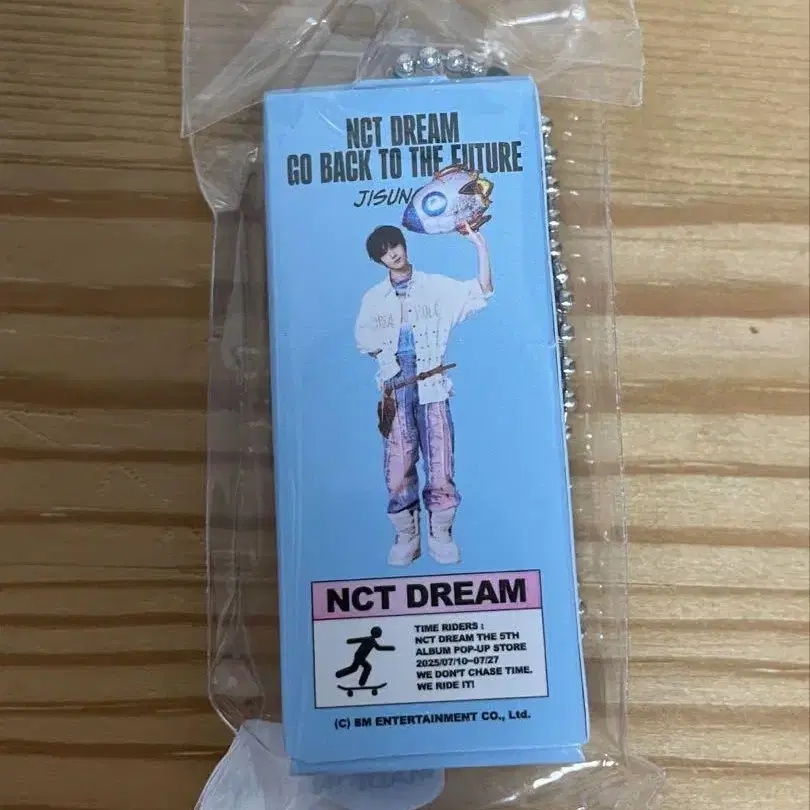 NCT DREAM
GO BACK TO THE FUTURE
JISUNG
NCT DREAM
TIME RIDERS :
NCT DREAM THE 5TH
ALBUM POP-UP STORE
2025/07/10~07/27
WE DON'T CHASE TIME.
WE RIDE IT!
(C) SM ENTERTAINMENT CO., Ltd.